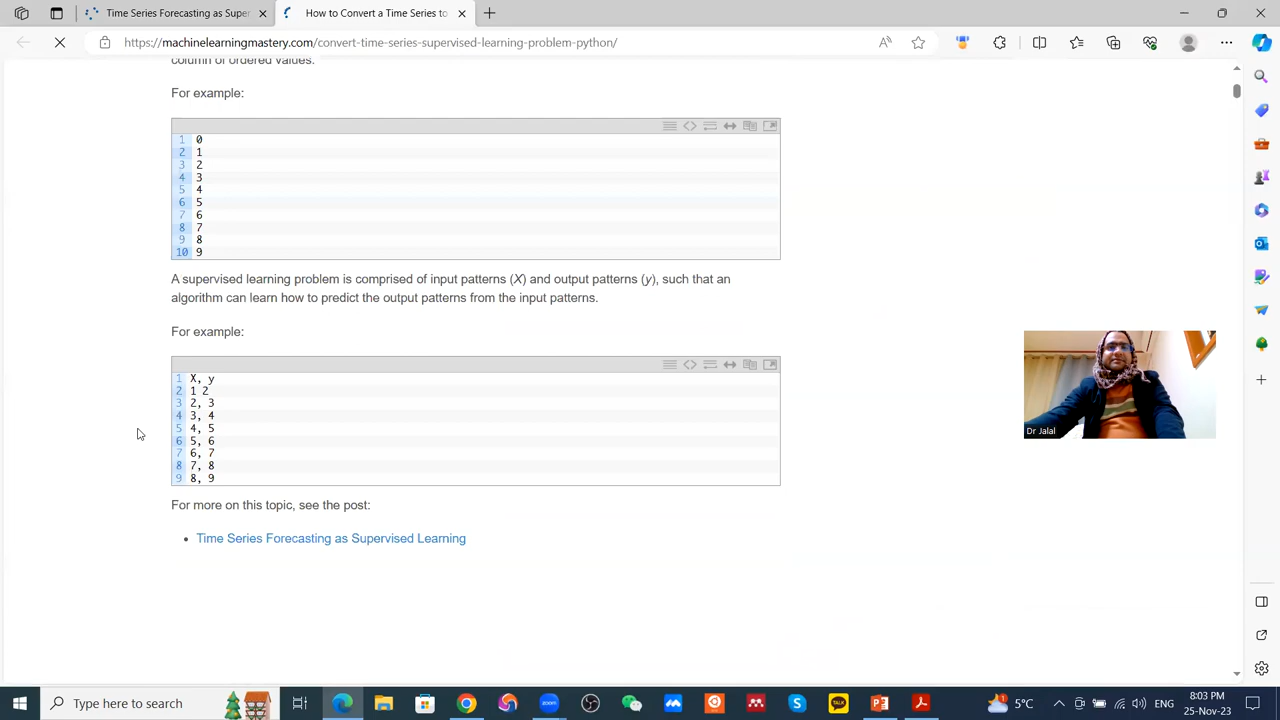 Time Series Forecasting as Super
How to Convert a Time Series to
https://machinelearningmastery.com/convert-time-series-supervised-learning-problem-python/
column of ordered values.
For example:
1 0
2 1
3 2
4 3
5 4
6 5
7 6
8 7
9 8
10 9
A supervised learning problem is comprised of input patterns (X) and output patterns (y), such that an
algorithm can learn how to predict the output patterns from the input patterns.
For example:
1 X, y
2 1 2
3 2, 3
4 3, 4
5 4, 5
6 5, 6
7 6, 7
8 7, 8
9 8, 9
Dr Jalal
For more on this topic, see the post:
• Time Series Forecasting as Supervised Learning
Type here to search
zoom
TALK
5°C
ENG
8:03 PM
25-Nov-23